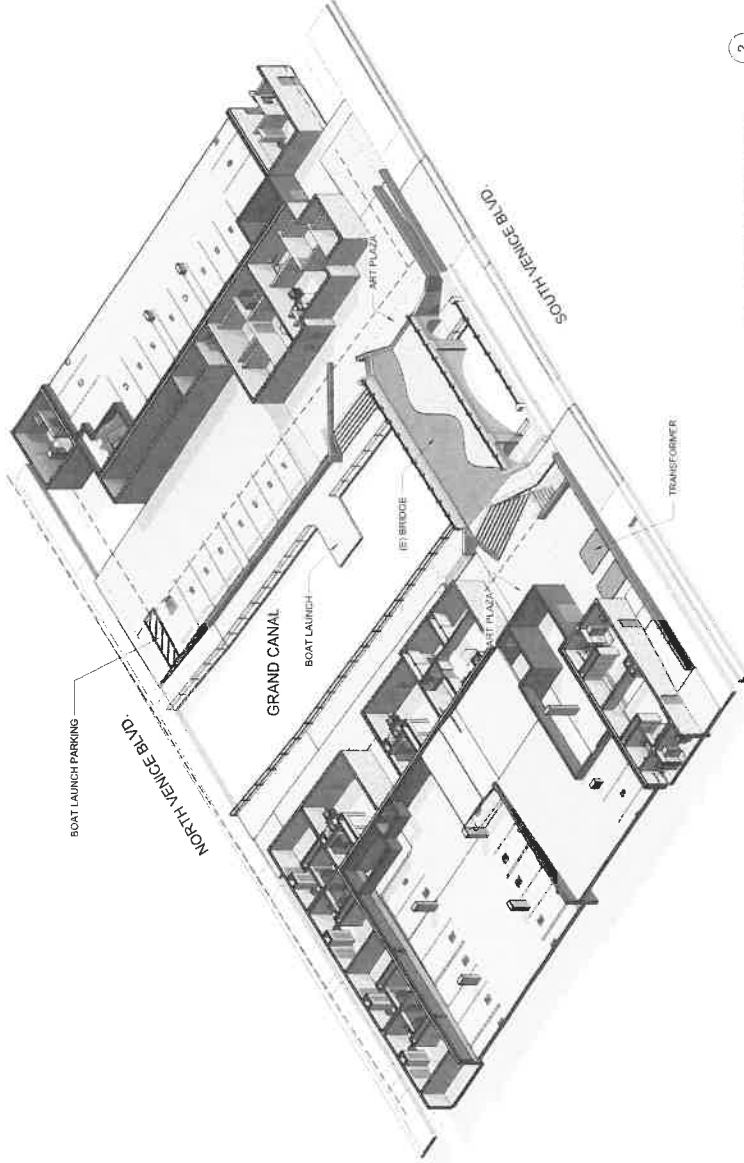 BOAT LAUNCH PARKING
NORTH VENICE BLVD.
GRAND CANAL
BOAT LAUNCH
ART PLAZA
SOUTH VENICE BLVD.
(E) BRIDGE
ART PLAZA
TRANSFORMER